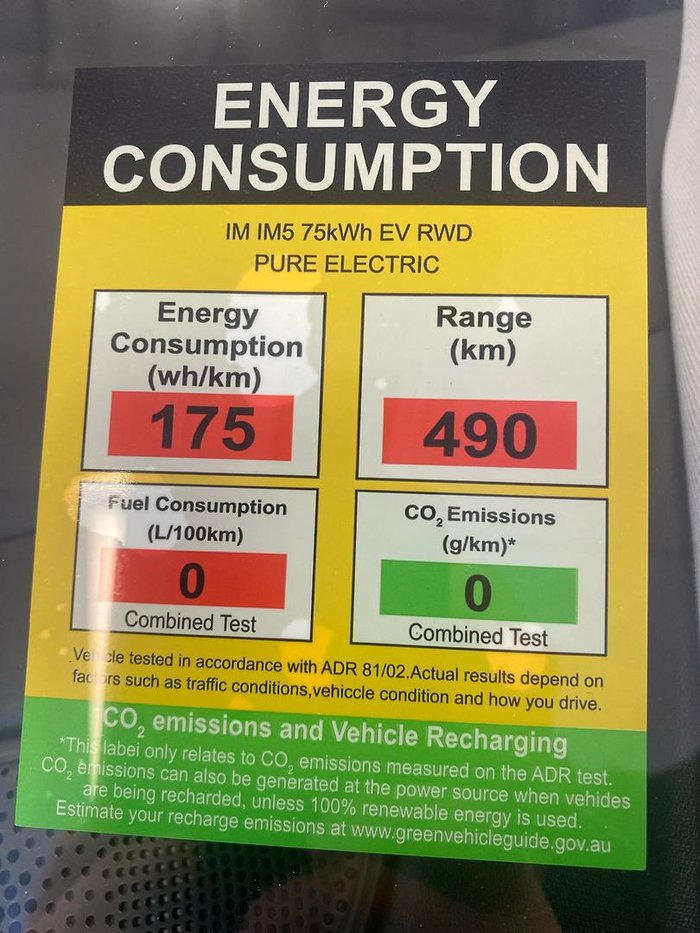 ENERGY
CONSUMPTION
IM IM5 75kWh EV RWD
PURE ELECTRIC
Energy
Consumption
(wh/km)
175
Range
(km)
490
Fuel Consumption
(L/100km)
0
Combined Test
CO₂ Emissions
(g/km)*
0
Combined Test
Vehicle tested in accordance with ADR 81/02.Actual results depend on
factors such as traffic conditions,vehiccle condition and how you drive.
*CO₂ emissions and Vehicle Recharging
*This labei only relates to CO₂ emissions measured on the ADR test.
CO₂ emissions can also be generated at the power source when vehides
are being recharded, unless 100% renewable energy is used.
Estimate your recharge emissions at www.greenvehicleguide.gov.au